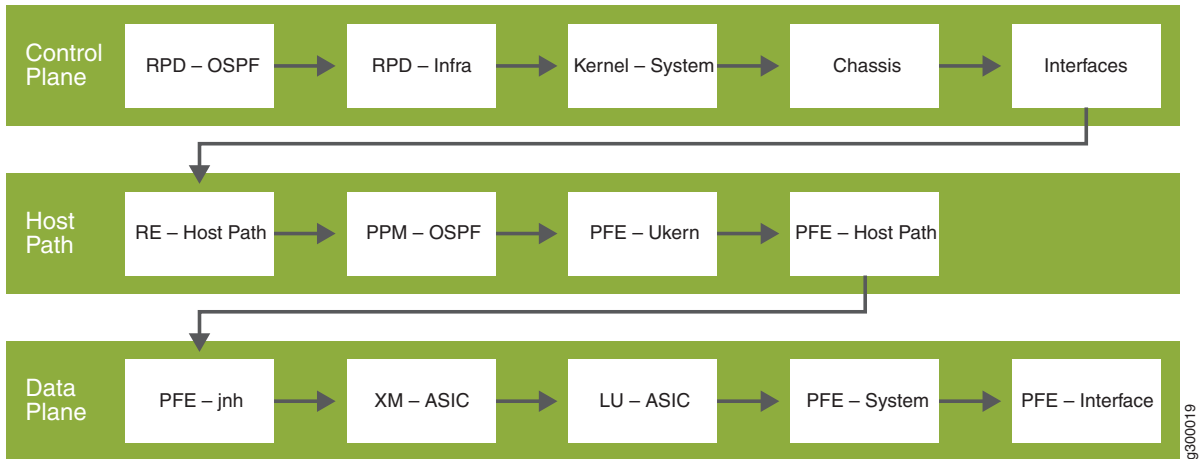 Control
Plane
RPD – OSPF
RPD – Infra
Kernel – System
Chassis
Interfaces
Host
Path
RE – Host Path
PPM – OSPF
PFE – Ukern
PFE – Host Path
Data
Plane
PFE – jnh
XM – ASIC
LU – ASIC
PFE – System
PFE – Interface
g300019